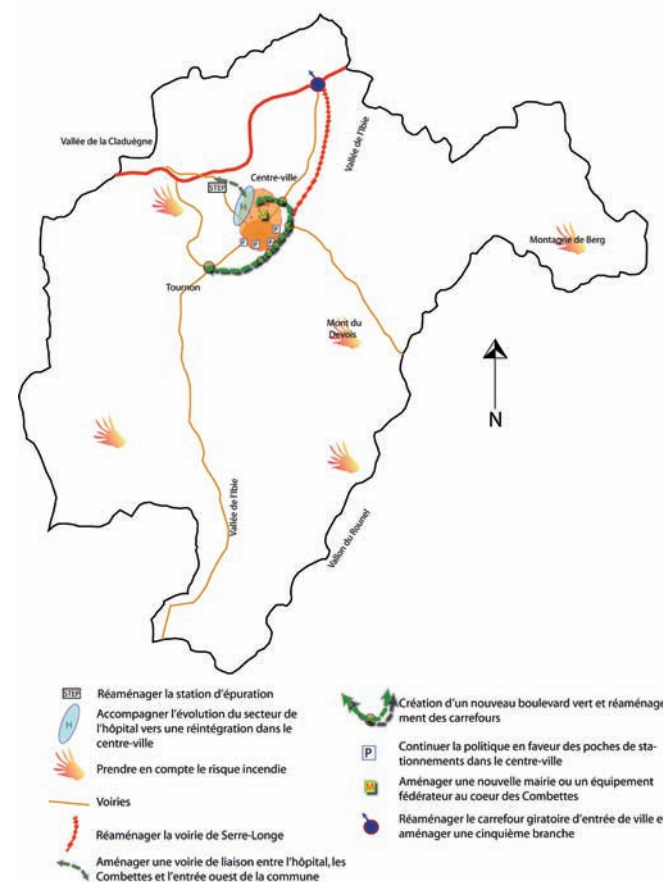 Vallée de la Claduègne
Vallée de l'Ibie
Centre-ville
STEP
H
M
P
P
P
P
Montagne de Berg
Tournon
Mont du
Devois
N
Vallée de l'Ibie
Vallon du Rounel
STEP
Réaménager la station d'épuration
H
Accompagner l'évolution du secteur de
l'hôpital vers une réintégration dans le
centre-ville
Prendre en compte le risque incendie
Voiries
Réaménager la voirie de Serre-Longe
Aménager une voirie de liaison entre l'hôpital, les
Combettes et l'entrée ouest de la commune
Création d'un nouveau boulevard vert et réaménage
ment des carrefours
P
Continuer la politique en faveur des poches de sta-
tionnements dans le centre-ville
M
Aménager une nouvelle mairie ou un équipement
fédérateur au coeur des Combettes
Réaménager le carrefour giratoire d'entrée de ville e
aménager une cinquième branche